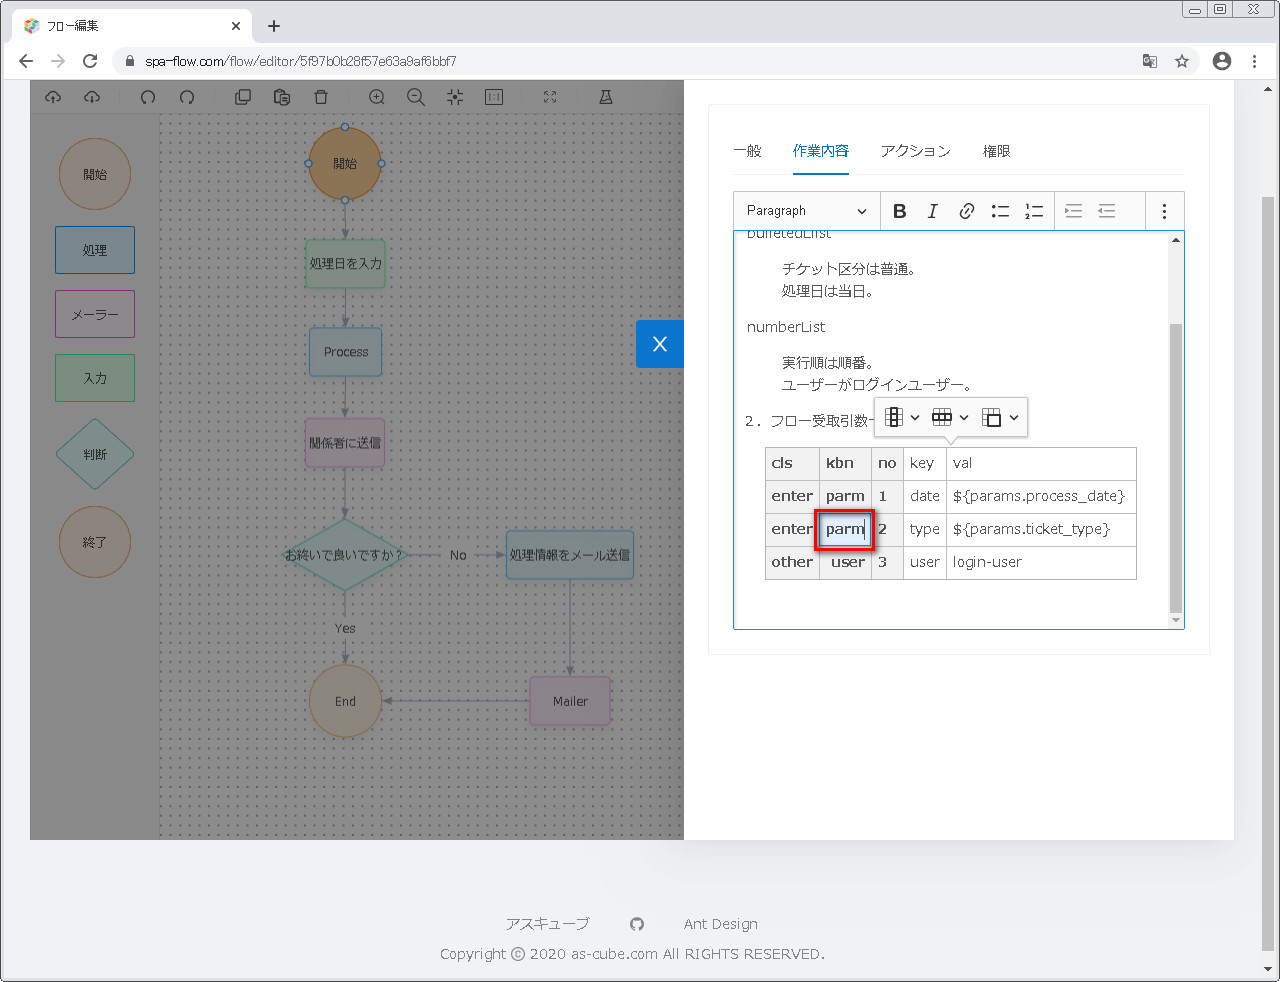 フロー編集
spa-flow.com/flow/editor/5f97b0b28f57e63a9af6bbf7
開始
処理
メーラー
入力
判断
終了
開始
処理日を入力
Process
関係者に送信
お終いで良いですか？
No
処理情報をメール送信
Yes
End
Mailer
X
一般 作業内容 アクション 権限
Paragraph
bulletedList
チケット区分は普通。
処理日は当日。
numberList
実行順は順番。
ユーザーがログインユーザー。
2. フロー受取引数
cls kbn no key val
enter parm 1 date ${params.process_date}
enter parm 2 type ${params.ticket_type}
other user 3 user login-user
アスキューブ Ant Design
Copyright © 2020 as-cube.com All RIGHTS RESERVED.